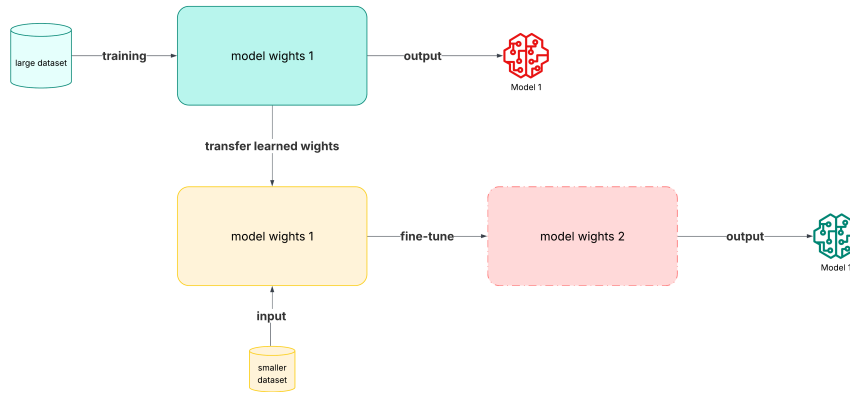 large dataset
training
model wights 1
output
Model 1
transfer learned wights
model wights 1
fine-tune
model wights 2
output
Model 1
input
smaller
dataset